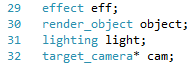 29 effect eff;
30 render_object object;
31 lighting light;
32 target_camera* cam;